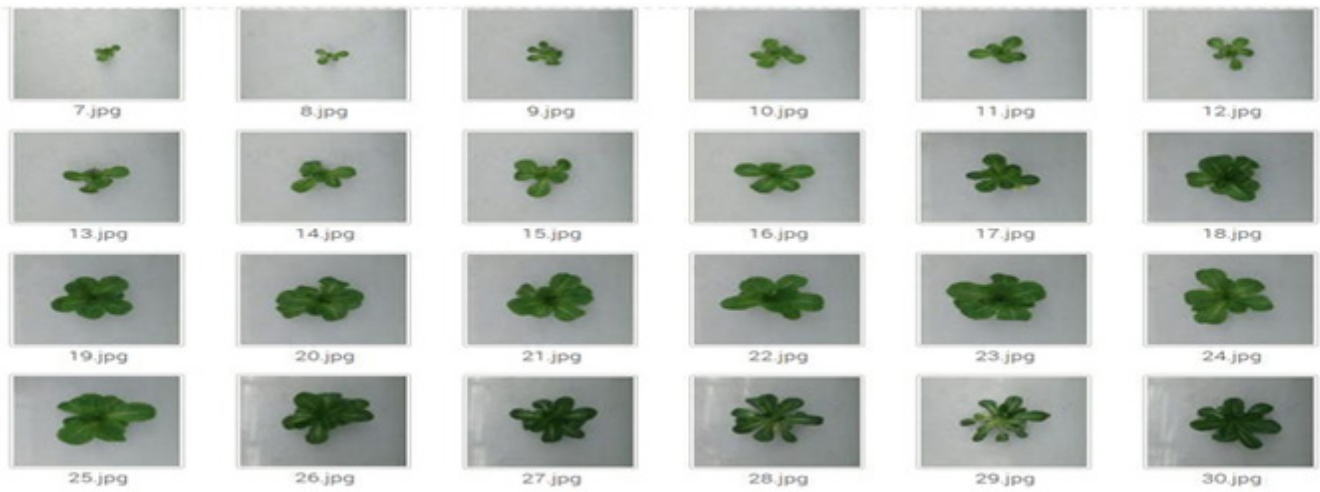 7.jpg 8.jpg 9.jpg 10.jpg 11.jpg 12.jpg
13.jpg 14.jpg 15.jpg 16.jpg 17.jpg 18.jpg
19.jpg 20.jpg 21.jpg 22.jpg 23.jpg 24.jpg
25.jpg 26.jpg 27.jpg 28.jpg 29.jpg 30.jpg